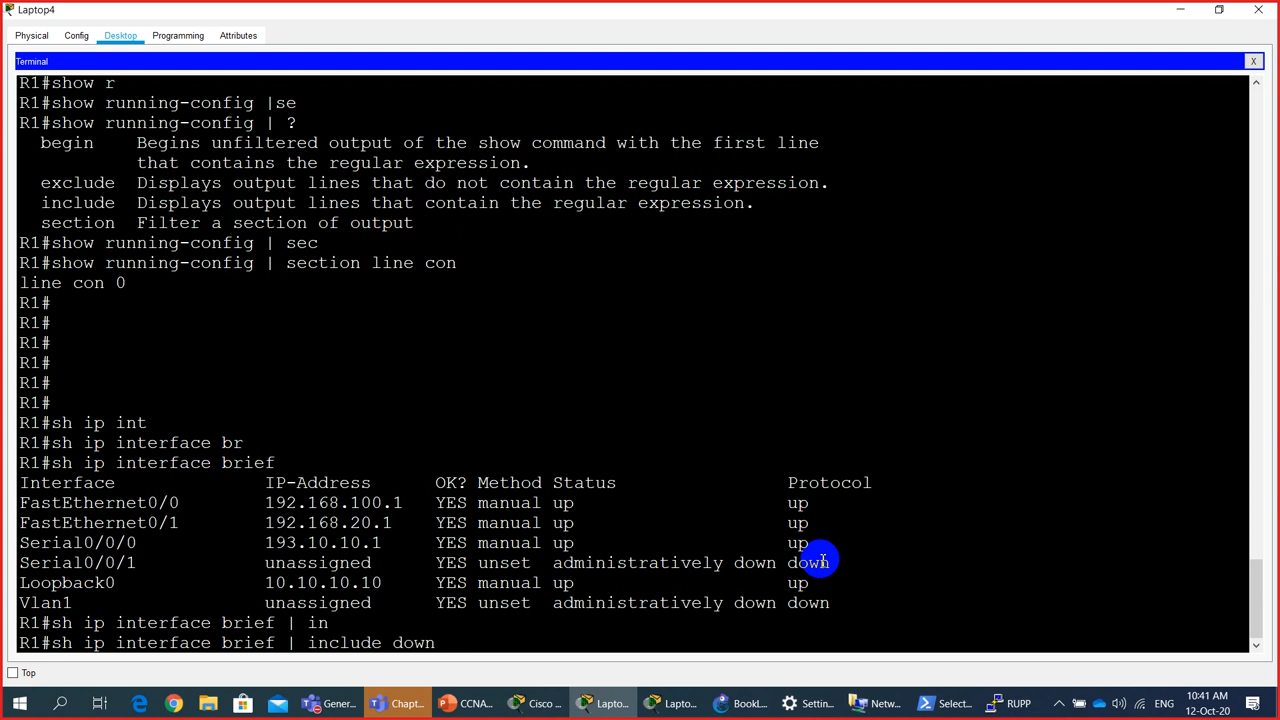 Laptop4
Physical Config Desktop Programming Attributes
Terminal X
R1#show r
R1#show running-config |se
R1#show running-config | ?
  begin    Begins unfiltered output of the show command with the first line
           that contains the regular expression.
  exclude  Displays output lines that do not contain the regular expression.
  include  Displays output lines that contain the regular expression.
  section  Filter a section of output
R1#show running-config | sec
R1#show running-config | section line con
line con 0
R1#
R1#
R1#
R1#
R1#
R1#
R1#sh ip int
R1#sh ip interface br
R1#sh ip interface brief
Interface              IP-Address      OK? Method Status                Protocol
FastEthernet0/0        192.168.100.1   YES manual up                    up
FastEthernet0/1        192.168.20.1    YES manual up                    up
Serial0/0/0            193.10.10.1     YES manual up                    up
Serial0/0/1            unassigned      YES unset  administratively down down
Loopback0              10.10.10.10     YES manual up                    up
Vlan1                  unassigned      YES unset  administratively down down
R1#sh ip interface brief | in
R1#sh ip interface brief | include down
Top
Gener... Chapt... CCNA... Cisco ... Lapto... Lapto... BookL... Settin... Netw... Select... RUPP ENG
10:41 AM
12-Oct-20